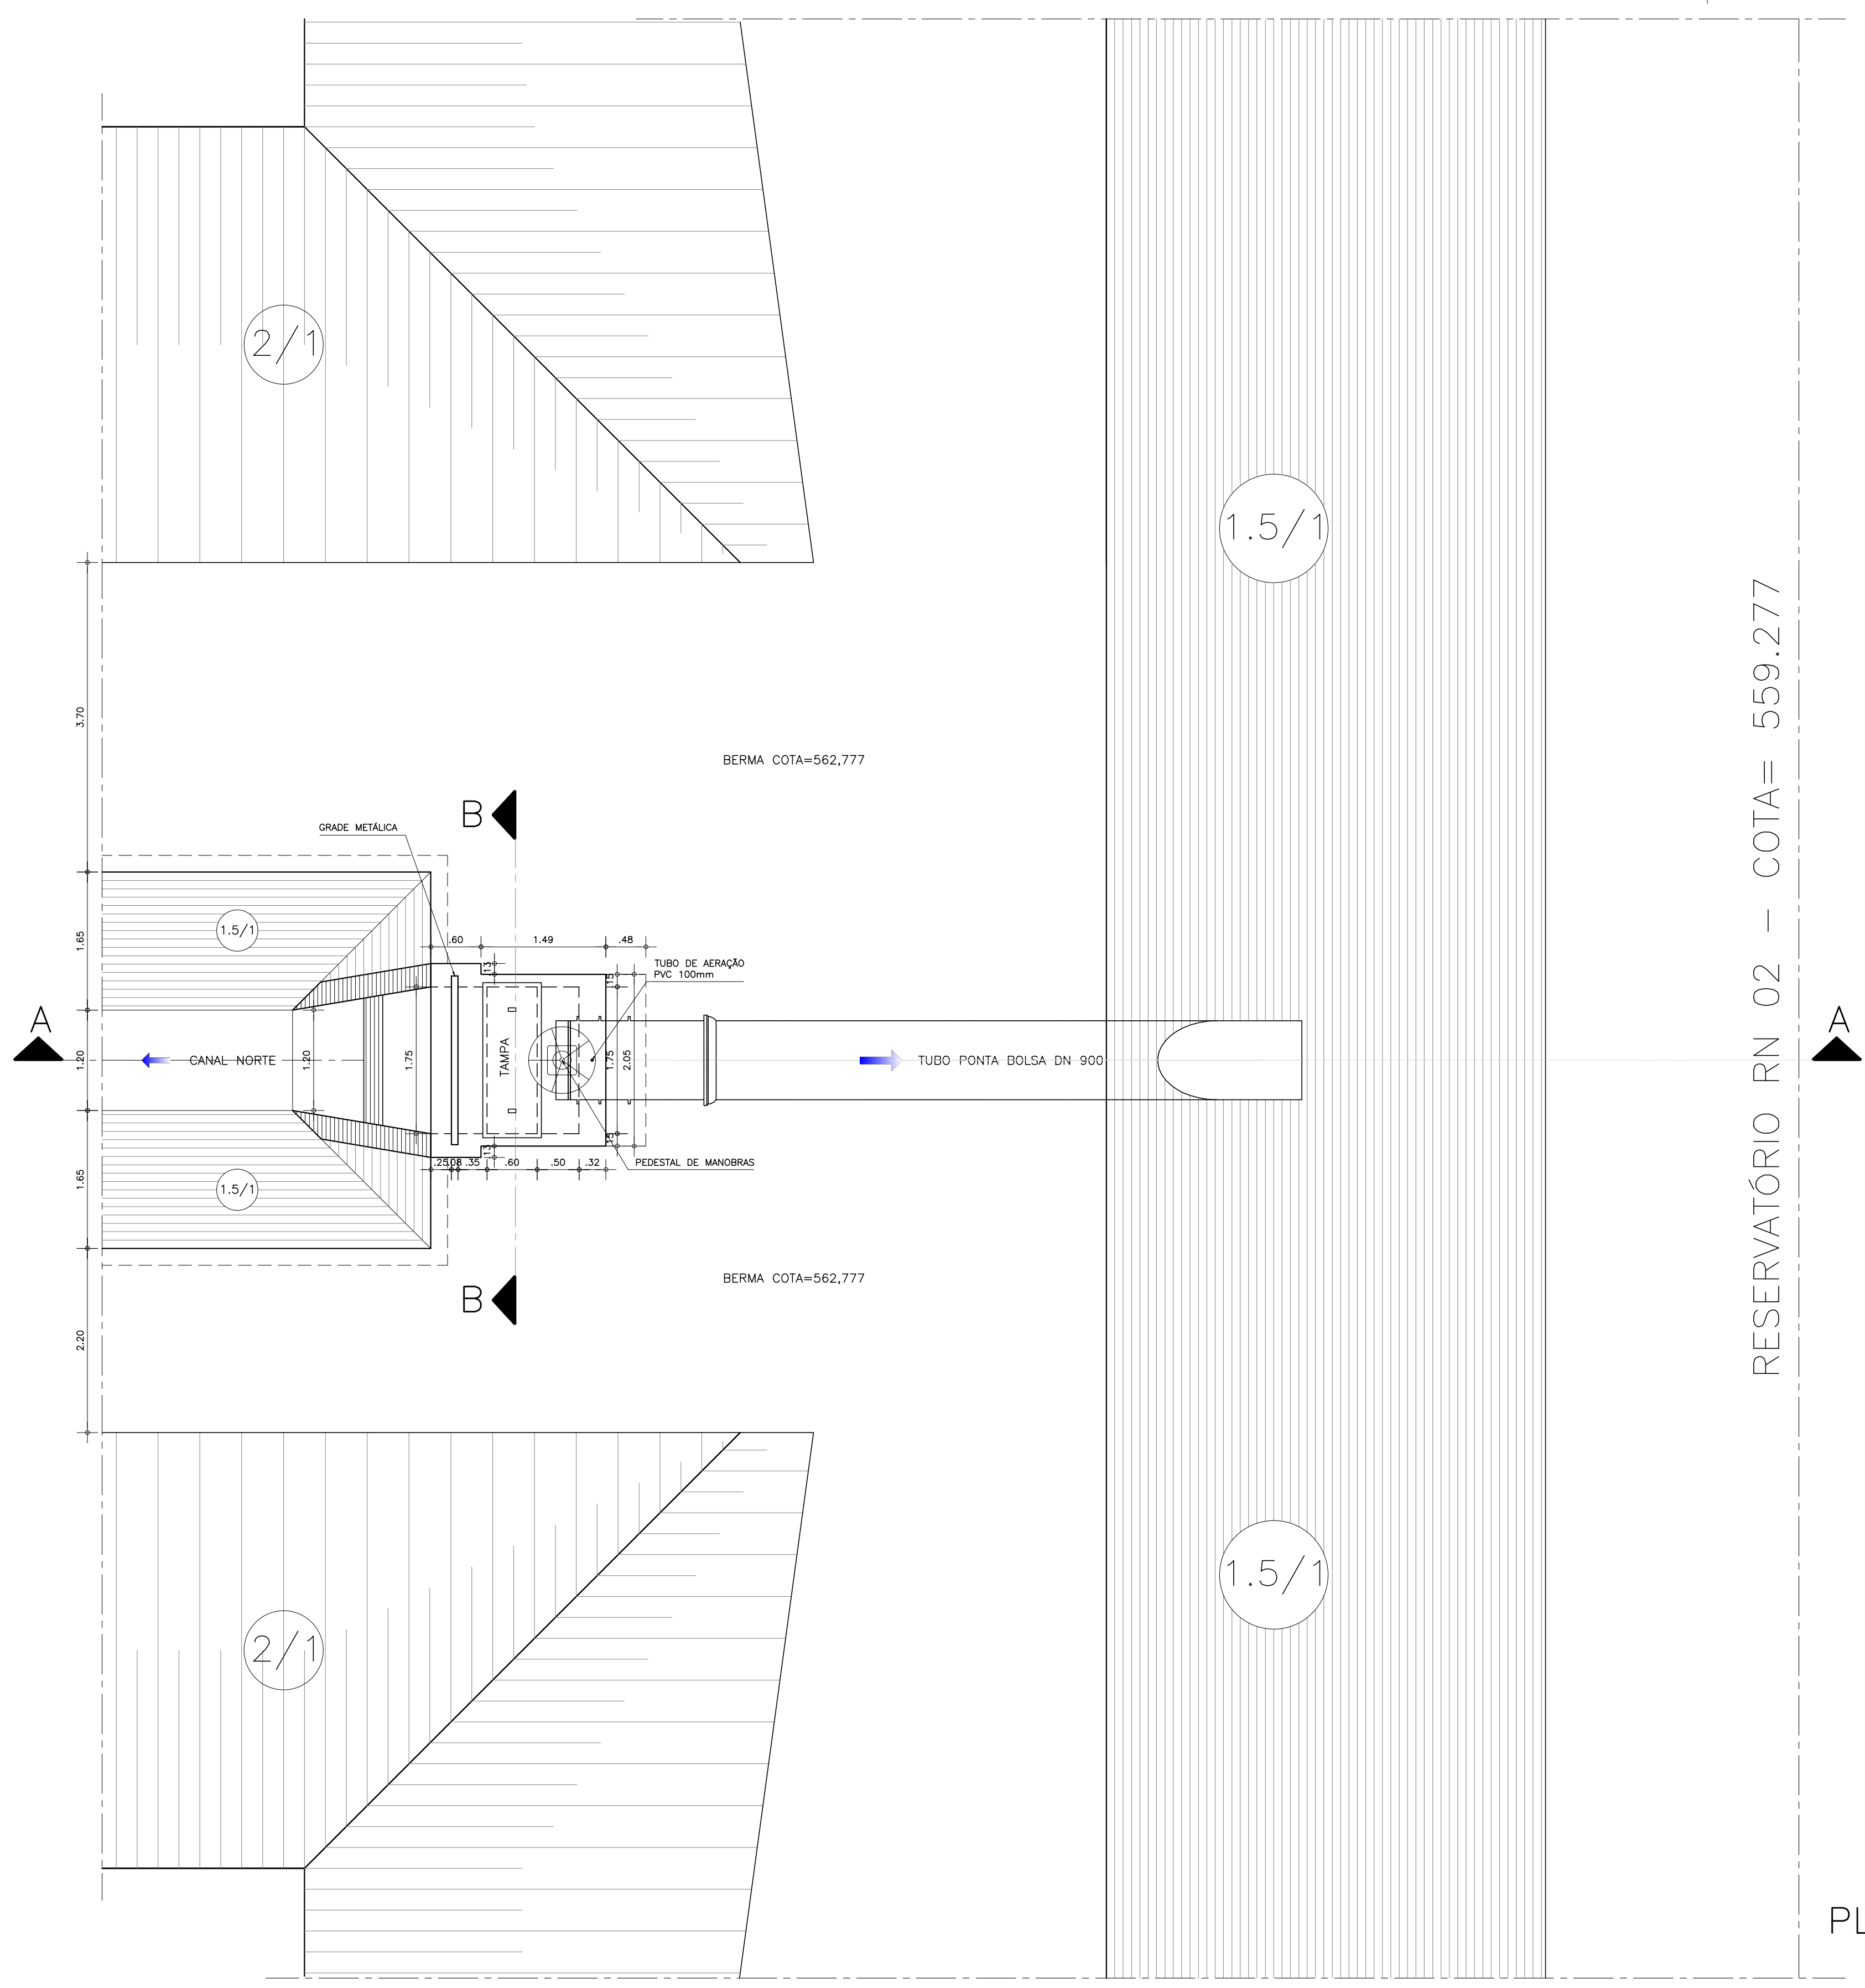 2/1
1.5/1
3.70
BERMA COTA=562,777
B
GRADE METÁLICA
1.5/1
1.65
.60
1.49
.48
TUBO DE AERAÇÃO
PVC 100mm
.13
.15
A
A
1.20
CANAL NORTE
1.20
1.75
TAMPA
1.75
2.05
TUBO PONTA BOLSA DN 900
.13
.15
.25
.08
.35
.60
.50
.32
PEDESTAL DE MANOBRAS
1.65
1.5/1
BERMA COTA=562,777
B
2.20
RESERVATÓRIO RN 02 - COTA= 559.277
1.5/1
2/1
PL